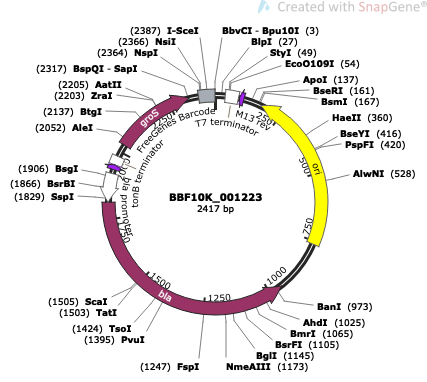 Created with SnapGene®
(2387) I-SceI
(2366) NsiI
(2364) NspI
(2317) BspQI - SapI
(2205) AatII
(2203) ZraI
(2137) BtgI
(2052) AleI
(1906) BsgI
(1866) BsrBI
(1829) SspI
(1505) ScaI
(1503) TatI
(1424) TsoI
(1395) PvuI
(1247) FspI
BbvCI - Bpu10I (3)
BlpI (27)
StyI (49)
EcoO109I (54)
ApoI (137)
BseRI (161)
BsmI (167)
HaeII (360)
BseYI (416)
PspFI (420)
AlwNI (528)
BanI (973)
AhdI (1025)
BmrI (1065)
BsrFI (1105)
BglI (1145)
NmeAIII (1173)
groS
FreeGenes Barcode
T7 terminator
M13 rev
ori
bla
bla promoter
tonB terminator
250
500
750
1000
1250
1500
1750
BBF10K_001223
2417 bp